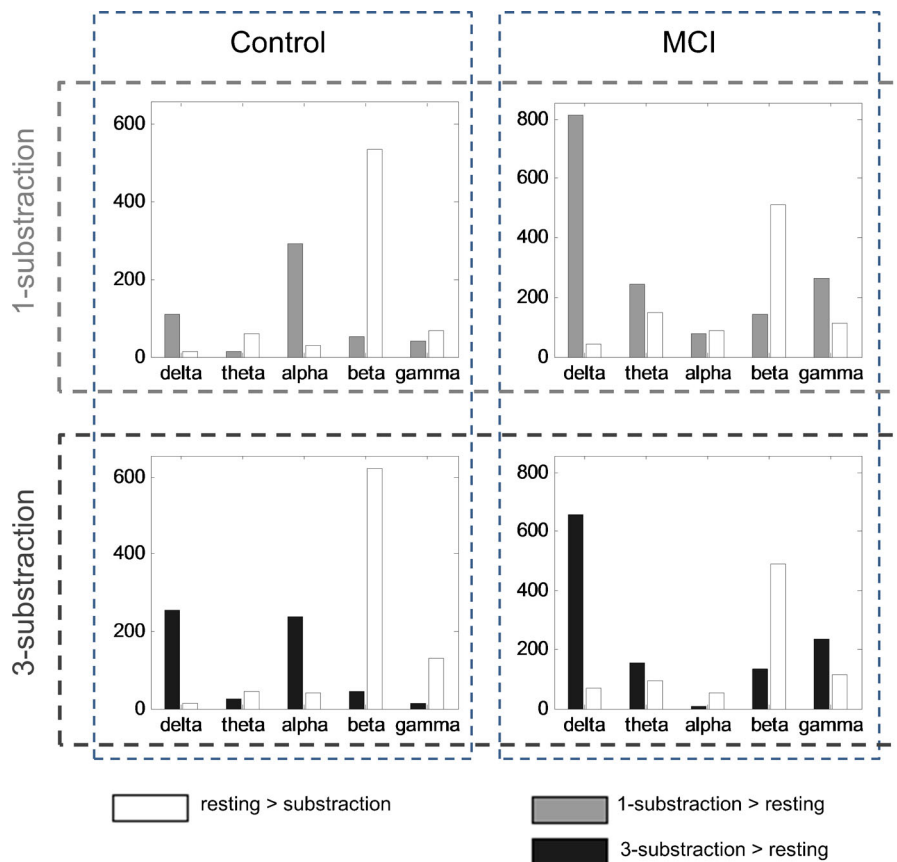 Control
MCI
1-substraction
600
400
200
0
delta theta alpha beta gamma
800
600
400
200
0
delta theta alpha beta gamma
3-substraction
600
400
200
0
delta theta alpha beta gamma
800
600
400
200
0
delta theta alpha beta gamma
resting > substraction
1-substraction > resting
3-substraction > resting